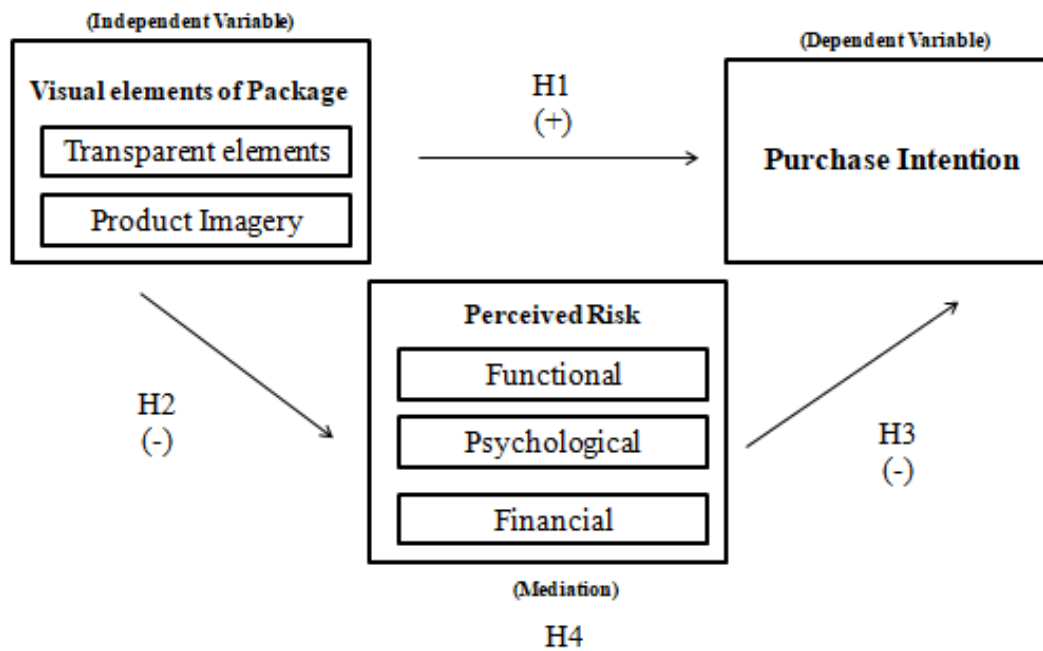 (Independent Variable)
Visual elements of Package
Transparent elements
Product Imagery
H1
(+)
(Dependent Variable)
Purchase Intention
H2
(-)
Perceived Risk
Functional
Psychological
Financial
H3
(-)
(Mediation)
H4